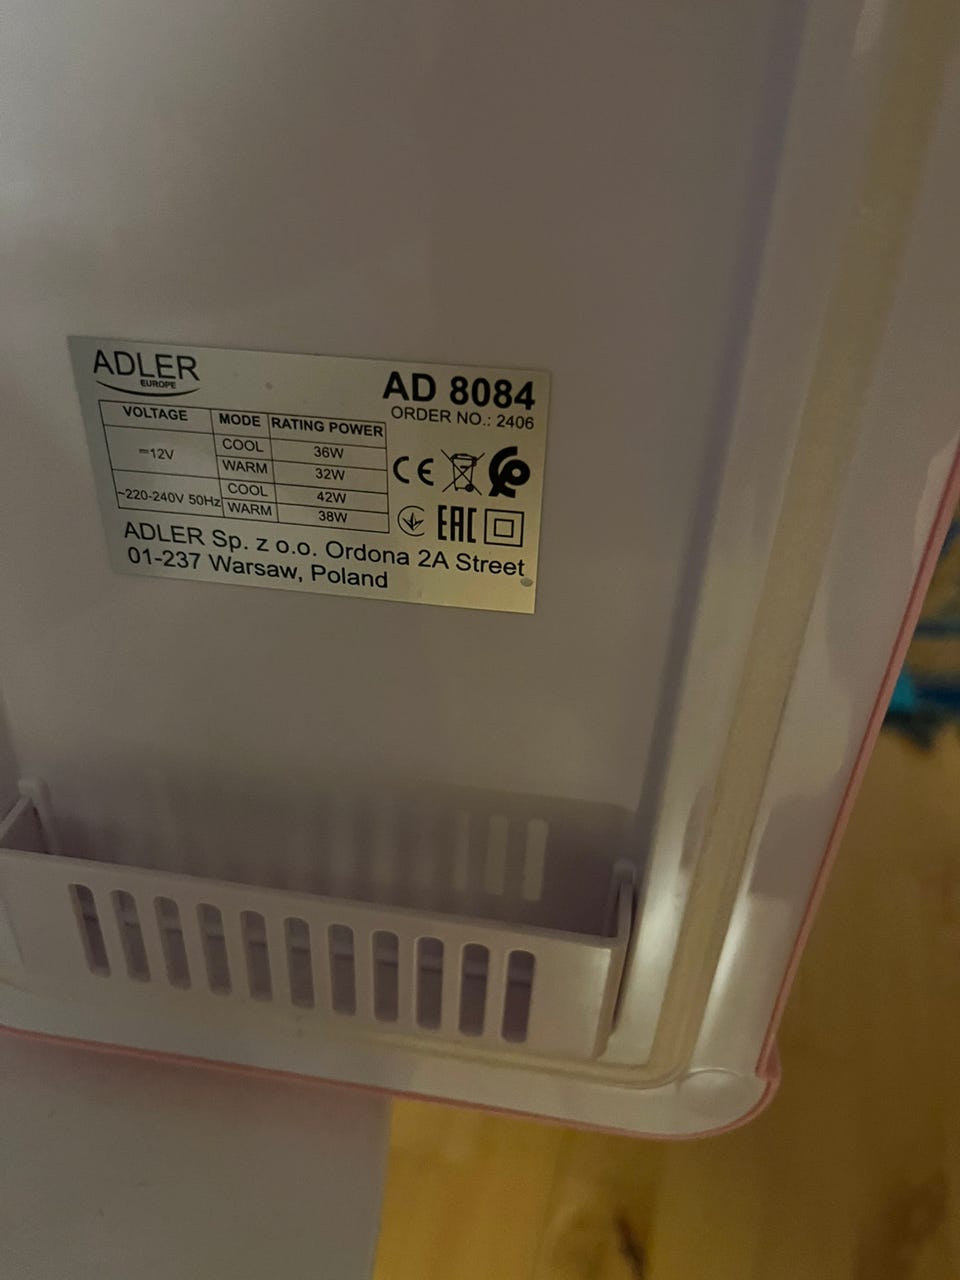 ADLER
EUROPE
AD 8084
ORDER NO.: 2406
VOLTAGE MODE RATING POWER
⎓12V COOL 36W
WARM 32W
~220-240V 50Hz COOL 42W
WARM 38W
CE
EAC
ADLER Sp. z o.o. Ordona 2A Street
01-237 Warsaw, Poland